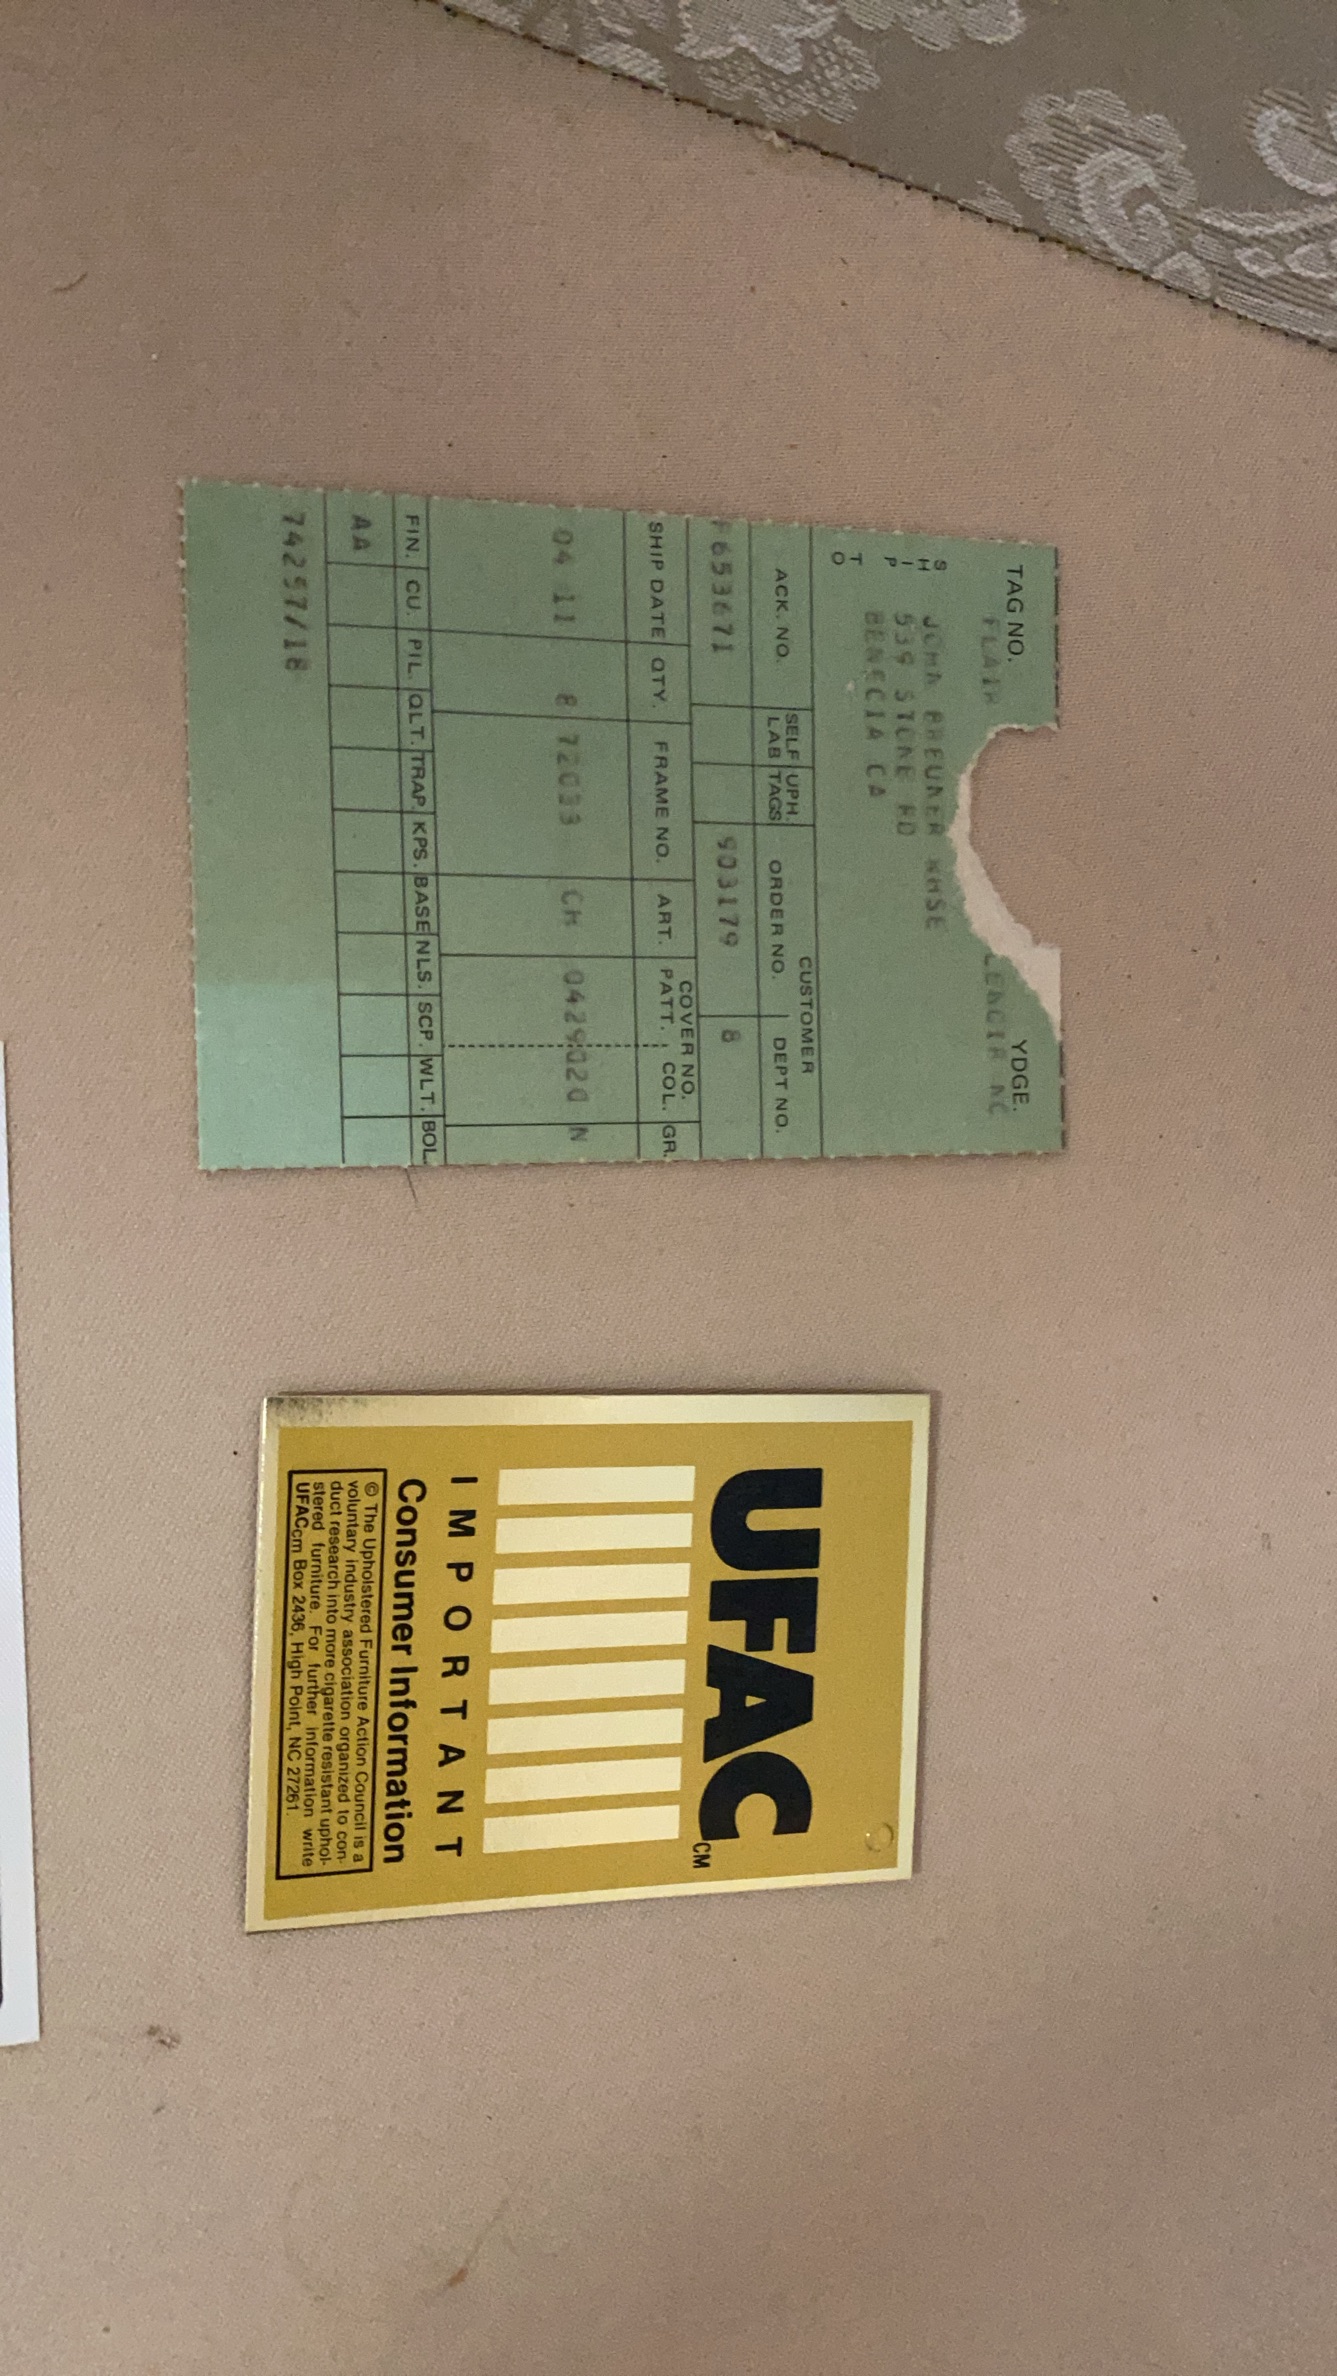 TAG NO. YDGE.
FLAIR LENOIR NC
SHIP TO
JOHN BREUNER WHSE
539 STONE RD
BENECIA CA
CUSTOMER
ACK. NO. SELF LAB UPH. TAGS ORDER NO. DEPT NO.
F653671 903179 8
SHIP DATE QTY. FRAME NO. ART. COVER NO. PATT. COL. GR.
04 11 8 72033 CH 0429020 N
FIN. CU. PIL. QLT. TRAP. KPS. BASE NLS. SCP. WLT. BOL.
AA
74257/18
UFAC CM
IMPORTANT
Consumer Information
© The Upholstered Furniture Action Council is a
voluntary industry association organized to con-
duct research into more cigarette resistant uphol-
stered furniture. For further information write
UFACcm Box 2436, High Point, NC 27261.